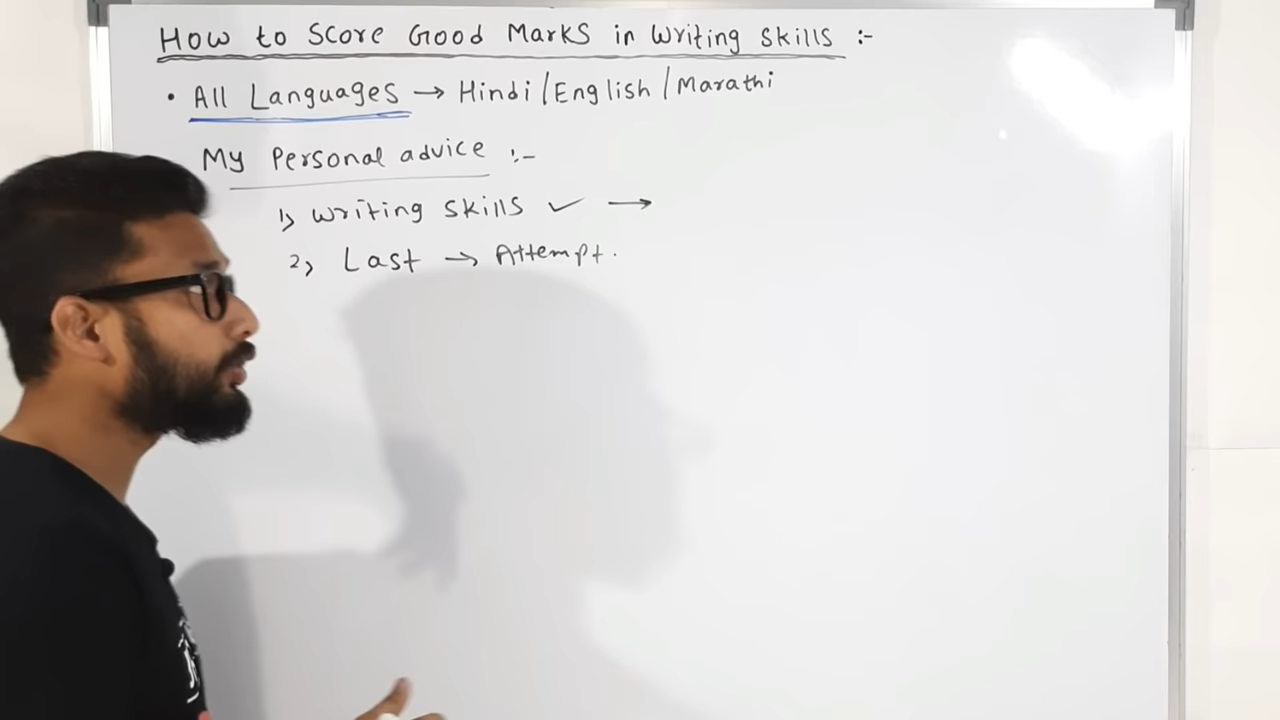 How to Score Good Marks in Writing Skills :-
• All Languages → Hindi/English/Marathi
My Personal advice :-
1) Writing Skills ✓ →
2) Last → Attempt.